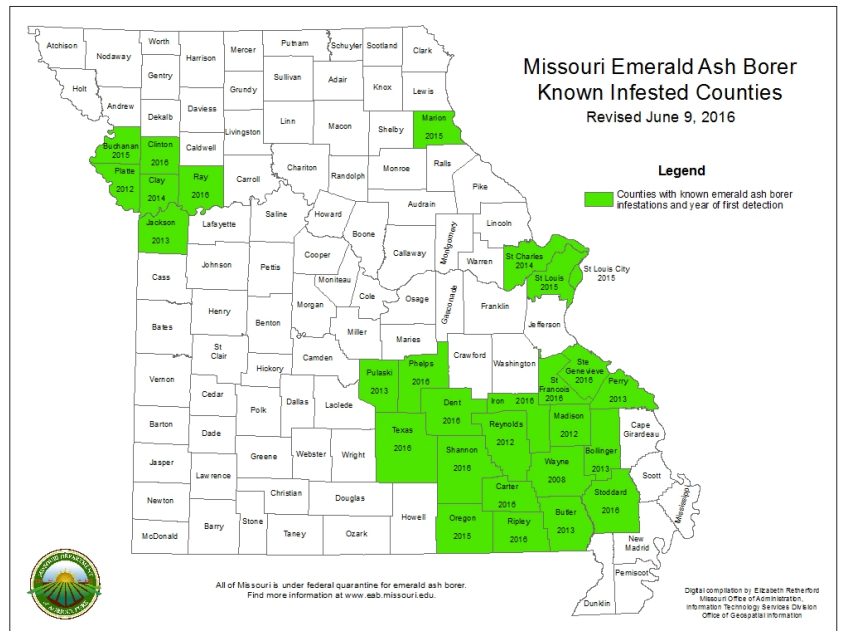 Missouri Emerald Ash Borer
Known Infested Counties
Revised June 9, 2016
Legend
Counties with known emerald ash borer
infestations and year of first detection
Atchison
Nodaway
Worth
Harrison
Mercer
Putnam
Schuyler
Scotland
Clark
Holt
Andrew
Gentry
Dekalb
Daviess
Grundy
Sullivan
Adair
Knox
Lewis
Buchanan
2015
Clinton
2016
Caldwell
Livingston
Linn
Macon
Shelby
Marion
2015
Platte
2012
Clay
2014
Ray
2016
Carroll
Chariton
Randolph
Monroe
Ralls
Pike
Jackson
2013
Lafayette
Saline
Howard
Boone
Audrain
Callaway
Montgomery
Lincoln
Warren
St Charles
2014
St Louis
2015
St Louis City
2015
Cass
Johnson
Pettis
Cooper
Moniteau
Cole
Osage
Gasconade
Franklin
Jefferson
Bates
Henry
Benton
Morgan
Miller
Maries
Crawford
Washington
St
Clair
Hickory
Camden
Pulaski
2013
Phelps
2016
Dent
2016
Iron 2016
St
Francois
2016
Ste
Genevieve
2016
Perry
2013
Vernon
Cedar
Polk
Dallas
Laclede
Texas
2016
Reynolds
2012
Madison
2012
Bollinger
2013
Cape
Girardeau
Barton
Dade
Greene
Webster
Wright
Shannon
2016
Wayne
2008
Scott
Mississippi
Jasper
Lawrence
Christian
Douglas
Howell
Carter
2016
Stoddard
2016
Newton
McDonald
Barry
Stone
Taney
Ozark
Oregon
2015
Ripley
2016
Butler
2013
New
Madrid
Pemiscot
Dunklin
MISSOURI DEPARTMENT
OF AGRICULTURE
All of Missouri is under federal quarantine for emerald ash borer.
Find more information at www.eab.missouri.edu.
Digital compilation by Elizabeth Retherford
Missouri Office of Administration,
Information Technology Services Division
Office of Geospatial Information